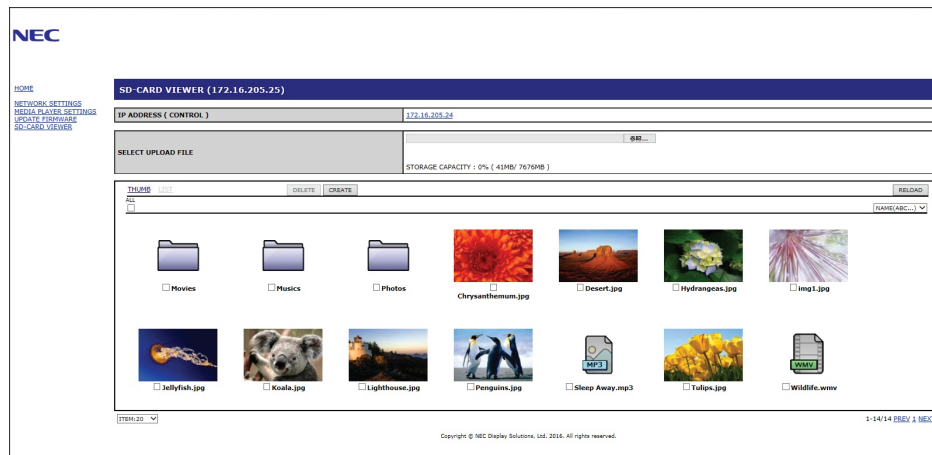 NEC
HOME
NETWORK SETTINGS
MEDIA PLAYER SETTINGS
UPDATE FIRMWARE
SD-CARD VIEWER
SD-CARD VIEWER (172.16.205.25)
IP ADDRESS ( CONTROL ) 172.16.205.24
SELECT UPLOAD FILE 参照...
STORAGE CAPACITY : 0% ( 41MB/ 7676MB )
THUMB LIST DELETE CREATE RELOAD
ALL
NAME(ABC...)
Movies Musics Photos Chrysanthemum.jpg Desert.jpg Hydrangeas.jpg img1.jpg
MP3 WMV
Jellyfish.jpg Koala.jpg Lighthouse.jpg Penguins.jpg Sleep Away.mp3 Tulips.jpg Wildlife.wmv
ITEM:20 1-14/14 PREV 1 NEX
Copyright © NEC Display Solutions, Ltd. 2016. All rights reserved.